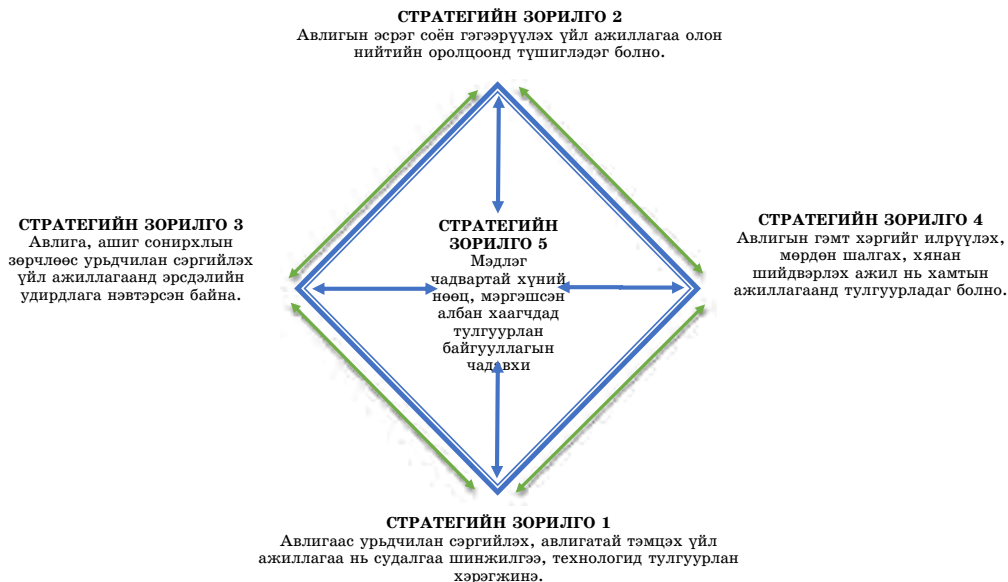 СТРАТЕГИЙН ЗОРИЛГО 2
Авлигын эсрэг соён гэгээрүүлэх үйл ажиллагаа олон
нийтийн оролцоонд түшиглэдэг болно.
СТРАТЕГИЙН ЗОРИЛГО 3
Авлига, ашиг сонирхлын
зөрчлөөс урьдчилан сэргийлэх
үйл ажиллагаанд эрсдэлийн
удирдлага нэвтэрсэн байна.
СТРАТЕГИЙН
ЗОРИЛГО 5
Мэдлэг
чадвартай хүний
нөөц, мэргэшсэн
албан хаагчдад
тулгуурлан
байгууллагын
чадавхи
СТРАТЕГИЙН ЗОРИЛГО 4
Авлигын гэмт хэргийг илрүүлэх,
мөрдөн шалгах, хянан
шийдвэрлэх ажил нь хамтын
ажиллагаанд тулгуурладаг болно.
СТРАТЕГИЙН ЗОРИЛГО 1
Авлигаас урьдчилан сэргийлэх, авлигатай тэмцэх үйл
ажиллагаа нь судалгаа шинжилгээ, технологид тулгуурлан
хэрэгжинэ.